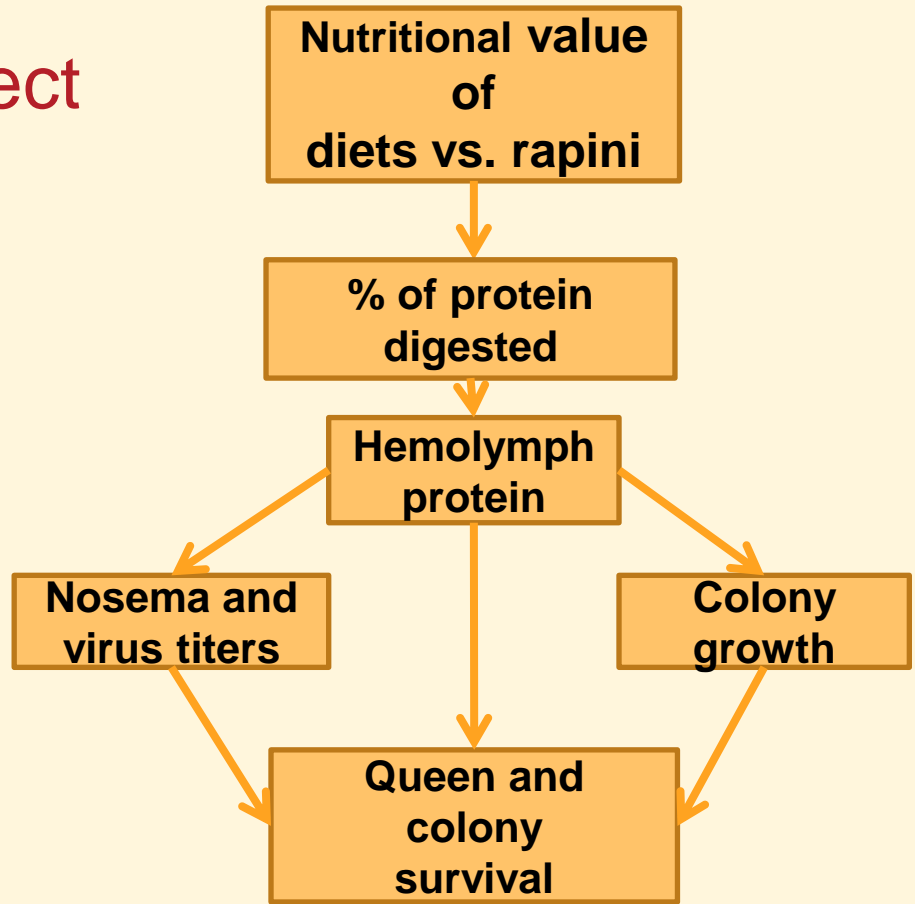 ect
Nutritional value
of
diets vs. rapini
% of protein
digested
Hemolymph
protein
Nosema and
virus titers
Colony
growth
Queen and
colony
survival